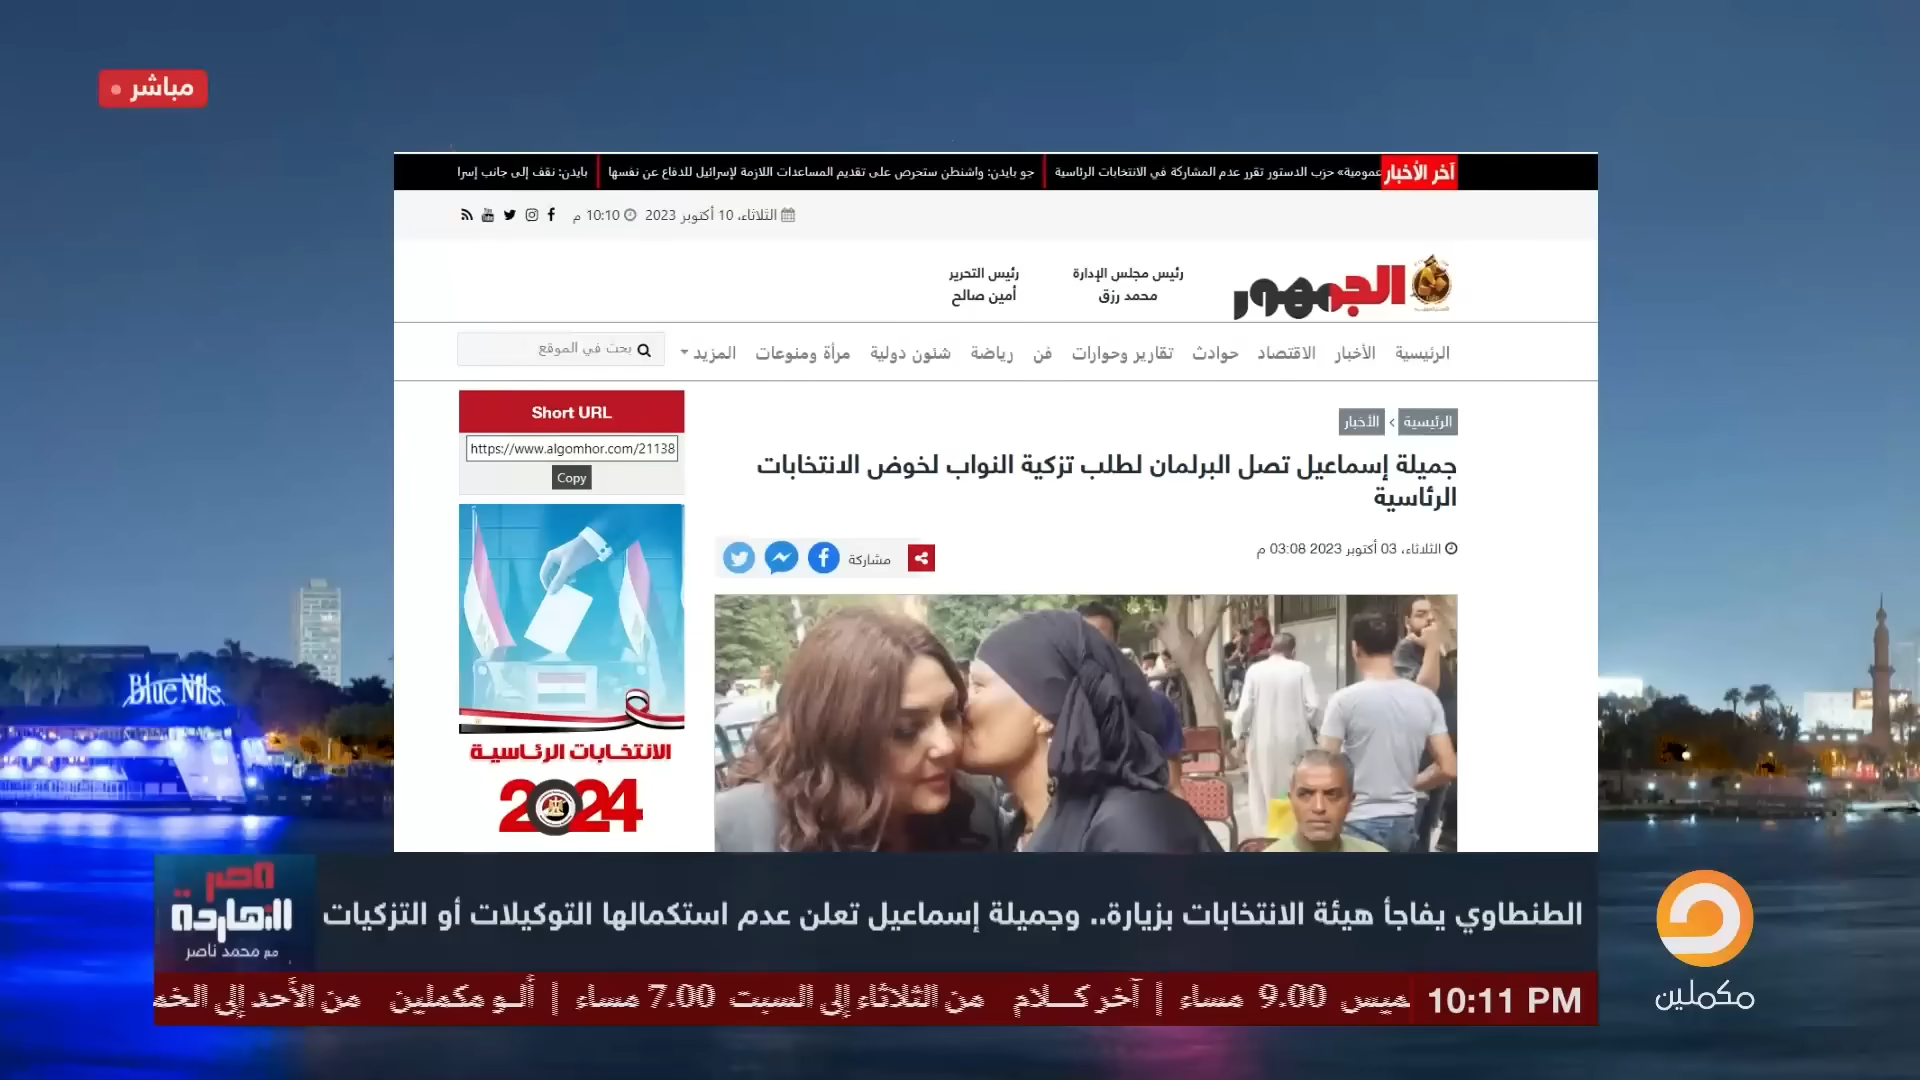 مباشر
آخر الأخبار
عمومية» حزب الدستور تقرر عدم المشاركة في الانتخابات الرئاسية
جو بايدن: واشنطن ستحرص على تقديم المساعدات اللازمة لإسرائيل للدفاع عن نفسها
بايدن: نقف إلى جانب إسرا
الثلاثاء، 10 أكتوبر 2023 10:10 م
الجمهور
رئيس مجلس الإدارة
محمد رزق
رئيس التحرير
أمين صالح
الرئيسية الأخبار الاقتصاد حوادث تقارير وحوارات فن رياضة شئون دولية مرأة ومنوعات المزيد
بحث في الموقع
الرئيسية › الأخبار
جميلة إسماعيل تصل البرلمان لطلب تزكية النواب لخوض الانتخابات
الرئاسية
الثلاثاء، 03 أكتوبر 2023 03:08 م
مشاركة
Short URL
https://www.algomhor.com/21138
Copy
الانتخابات الرئاسية
2024
Blue Nile
الطنطاوي يفاجأ هيئة الانتخابات بزيارة.. وجميلة إسماعيل تعلن عدم استكمالها التوكيلات أو التزكيات
مصر
النهاردة
مع محمد ناصر
10:11 PM
ميس 9.00 مساء | آخر كـــلام من الثلاثاء إلى السبت 7.00 مساء | ألـو مكملين من الأحد إلى الخم
مكملين